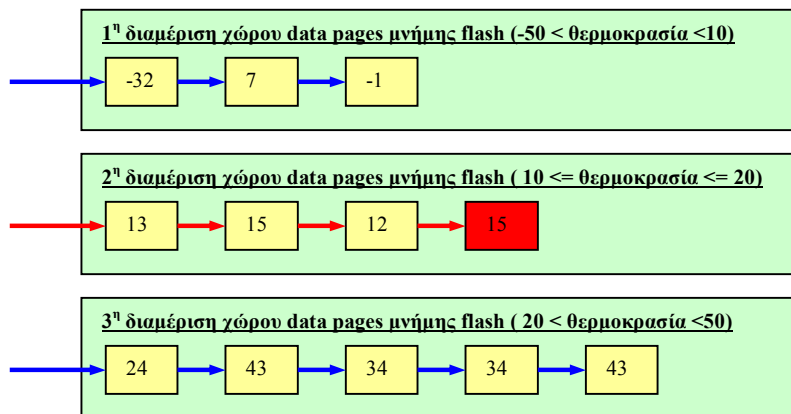 1η διαμέριση χώρου data pages μνήμης flash (-50 < θερμοκρασία <10)
-32 7 -1
2η διαμέριση χώρου data pages μνήμης flash ( 10 <= θερμοκρασία <= 20)
13 15 12 15
3η διαμέριση χώρου data pages μνήμης flash ( 20 < θερμοκρασία <50)
24 43 34 34 43